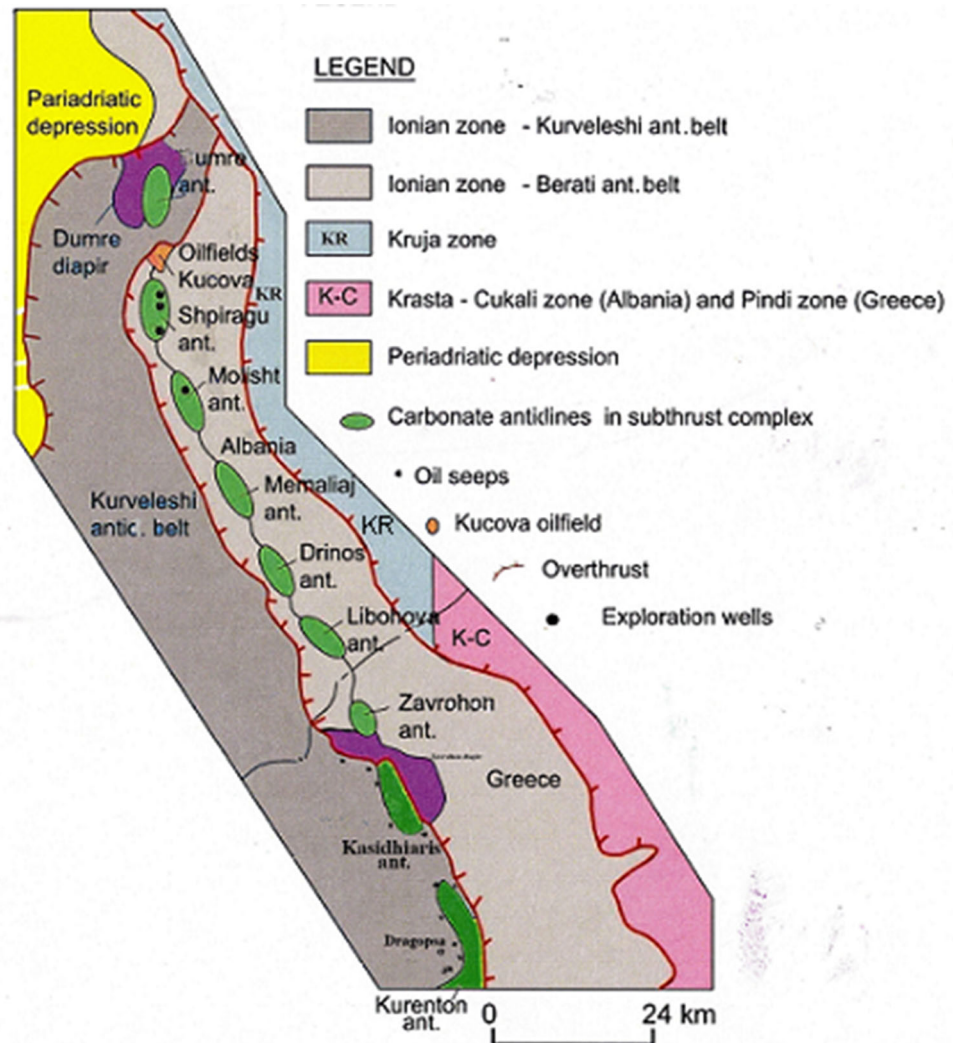 LEGEND
Ionian zone - Kurveleshi ant.belt
Ionian zone - Berati ant.belt
KR
Kruja zone
K-C
Krasta - Cukali zone (Albania) and Pindi zone (Greece)
Periadriatic depression
Carbonate antiklines in subthrust complex
Oil seeps
Kucova oilfield
Overthrust
Exploration wells
Pariadriatic
depression
umre
ant.
Dumre
diapir
Oilfields
Kucova
KR
Shpiragu
ant.
Molisht
ant.
Albania
Memaliaj
ant.
Kurveleshi
antic. belt
KR
Drinos
ant.
Libohova
ant.
K-C
Zavrohon
ant.
Greece
Kasidhiaris
ant.
Dragopsa
Kurenton
ant.
0
24 km